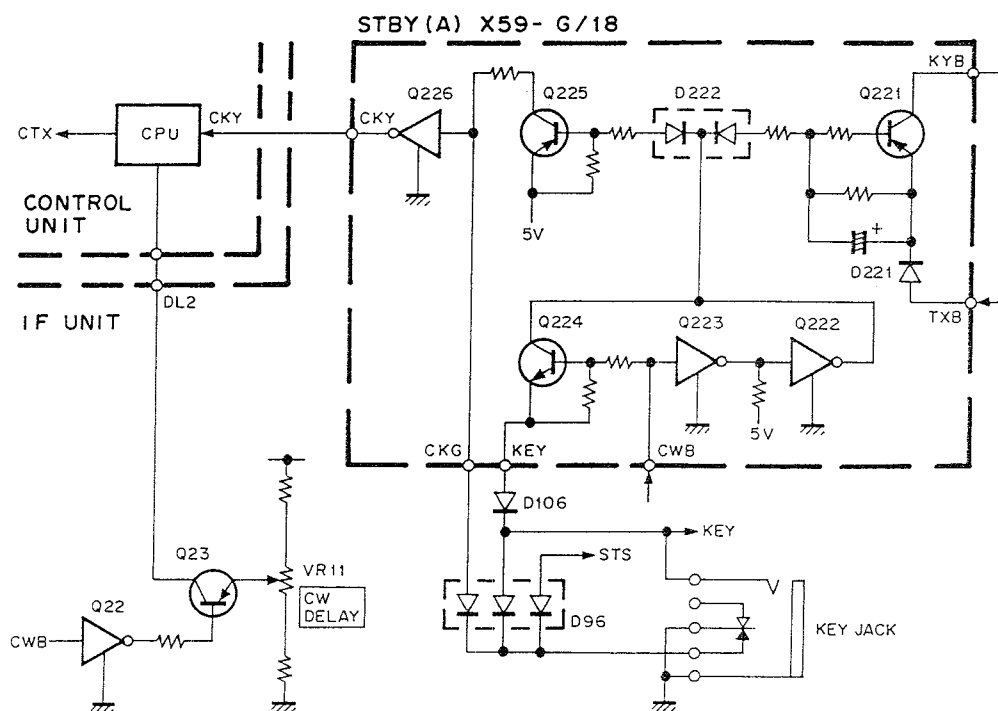 STBY (A) X59- G/18
KYB
Q226
Q225
D222
Q221
CTX
CPU
CKY
CKY
CONTROL
UNIT
5V
+
D221
DL2
IF UNIT
TXB
Q224
Q223
Q222
5V
CKG
KEY
CWB
D106
KEY
Q23
STS
VR11
CW
DELAY
Q22
D96
KEY JACK
CWB